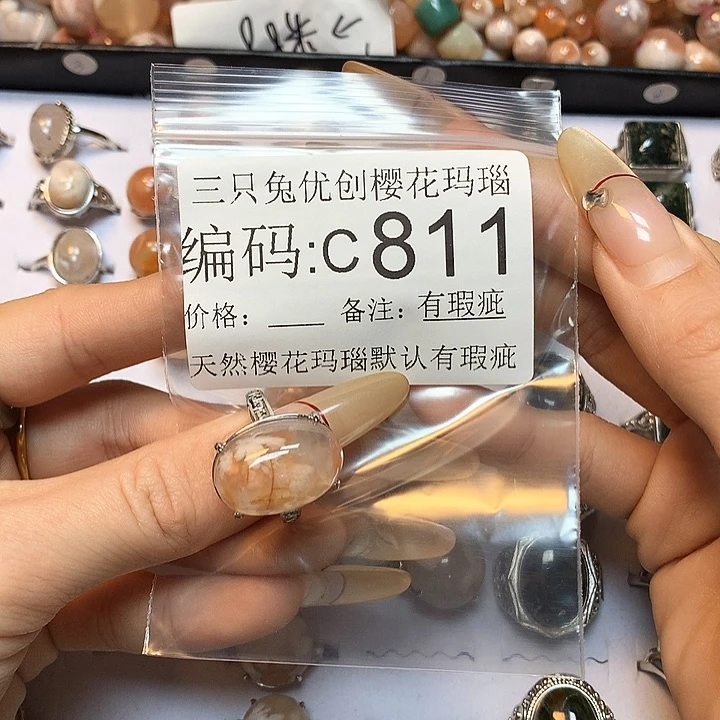 三只兔优创樱花玛瑙
编码:C811
价格：____ 备注：有瑕疵
天然樱花玛瑙默认有瑕疵